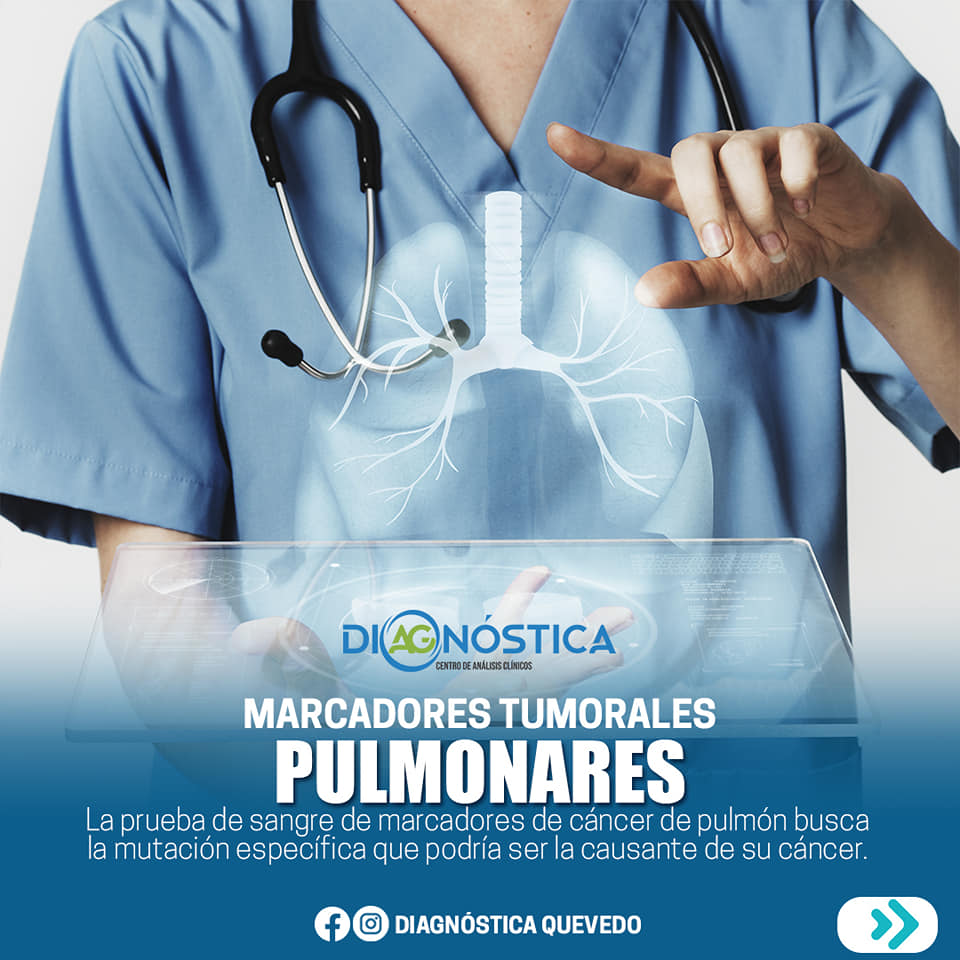 DIAGNÓSTICA
CENTRO DE ANÁLISIS CLÍNICOS
MARCADORES TUMORALES
PULMONARES
La prueba de sangre de marcadores de cáncer de pulmón busca
la mutación específica que podría ser la causante de su cáncer.
DIAGNÓSTICA QUEVEDO